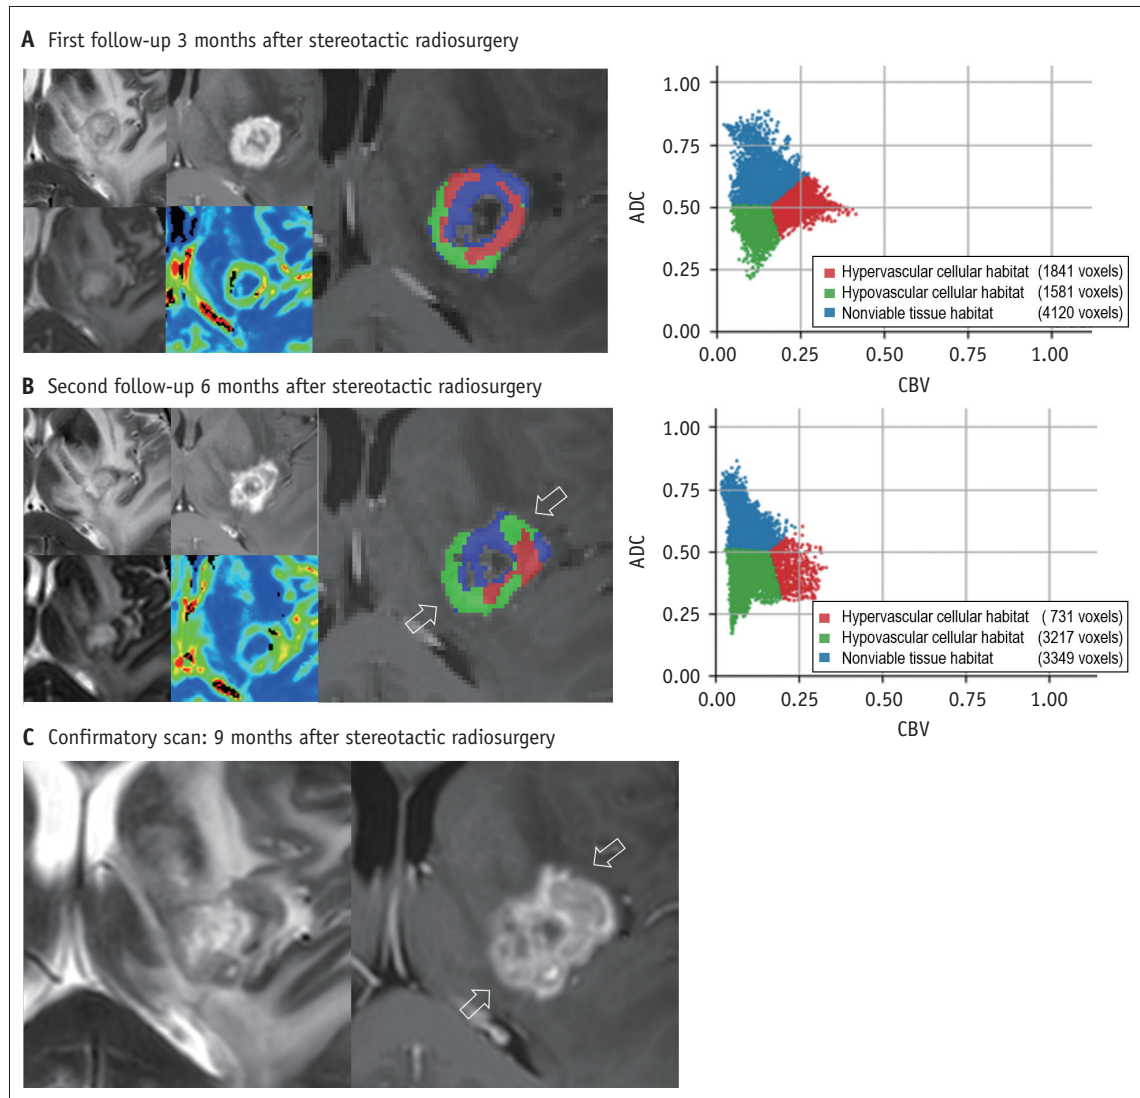 A First follow-up 3 months after stereotactic radiosurgery
1.00
0.75
0.50
0.25
0.00
ADC
Hypervascular cellular habitat (1841 voxels)
Hypovascular cellular habitat (1581 voxels)
Nonviable tissue habitat (4120 voxels)
0.00 0.25 0.50 0.75 1.00
CBV
B Second follow-up 6 months after stereotactic radiosurgery
1.00
0.75
0.50
0.25
0.00
ADC
Hypervascular cellular habitat ( 731 voxels)
Hypovascular cellular habitat (3217 voxels)
Nonviable tissue habitat (3349 voxels)
0.00 0.25 0.50 0.75 1.00
CBV
C Confirmatory scan: 9 months after stereotactic radiosurgery